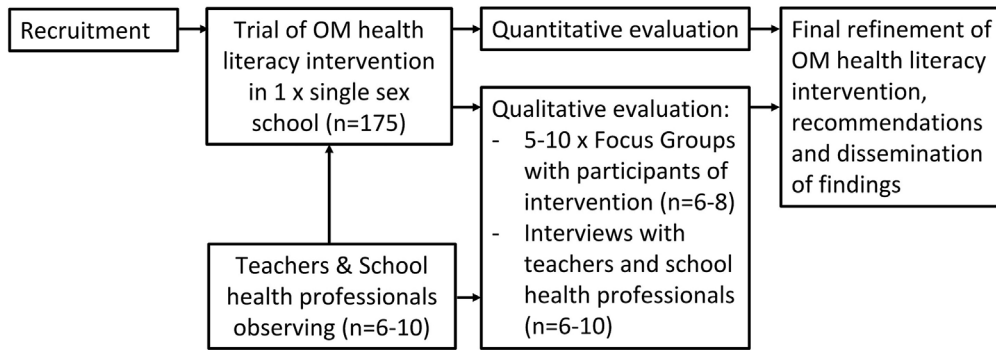 Recruitment
Trial of OM health
literacy intervention
in 1 x single sex
school (n=175)
Quantitative evaluation
Final refinement of
OM health literacy
intervention,
recommendations
and dissemination
of findings
Qualitative evaluation:
- 5-10 x Focus Groups
with participants of
intervention (n=6-8)
- Interviews with
teachers and school
health professionals
(n=6-10)
Teachers & School
health professionals
observing (n=6-10)